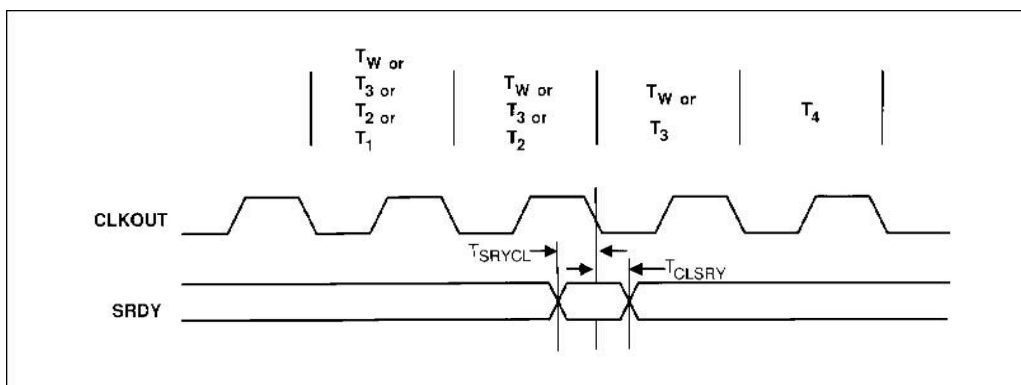 TW or
T3 or
T2 or
T1
TW or
T3 or
T2
TW or
T3
T4
CLKOUT
TSRYCL
TCLSRY
SRDY